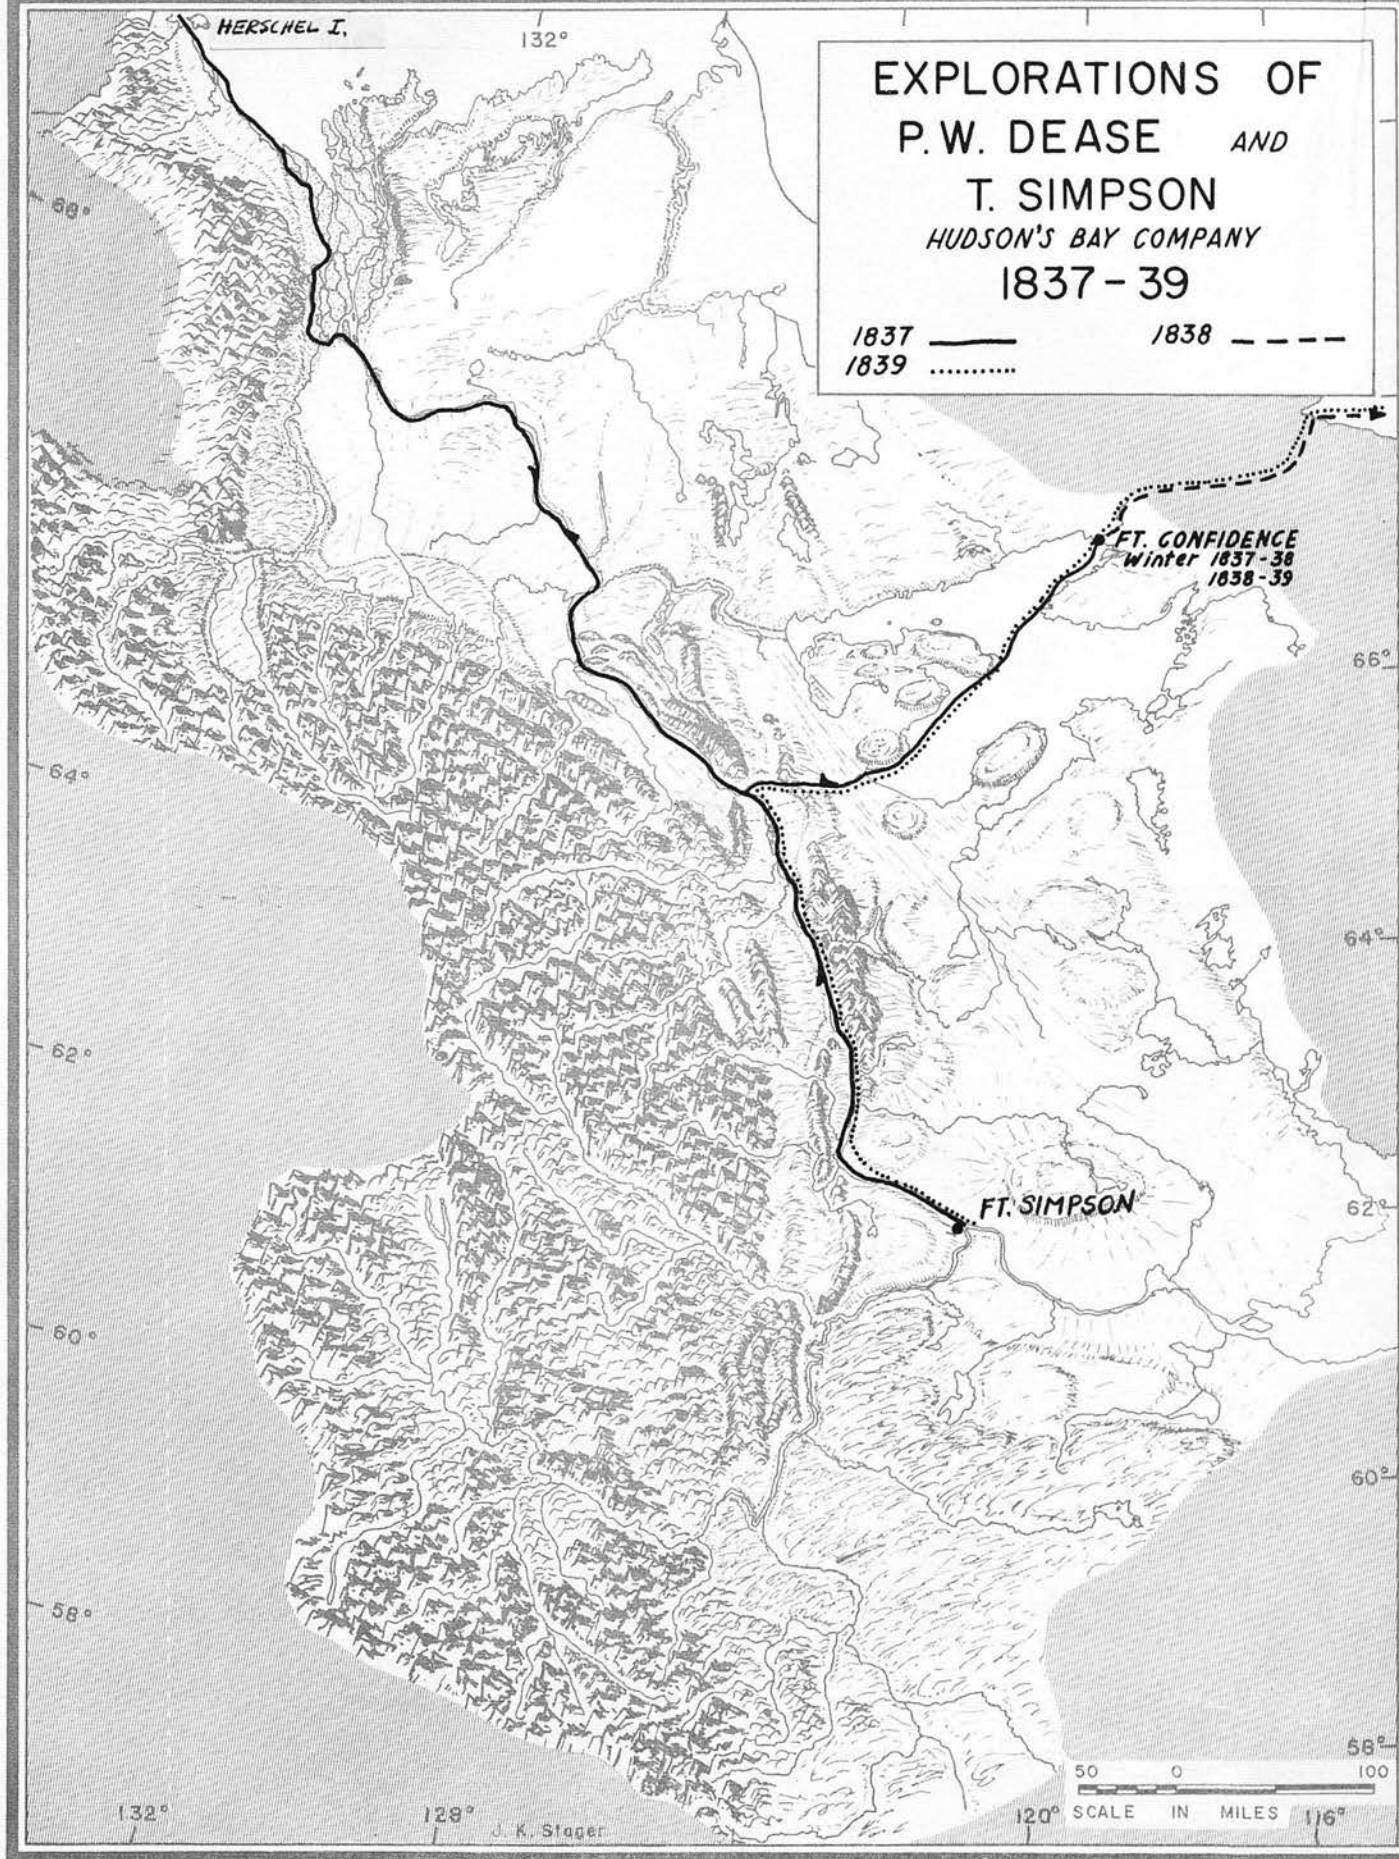 HERSCHEL I.
132°
EXPLORATIONS OF
P.W. DEASE AND
T. SIMPSON
HUDSON'S BAY COMPANY
1837-39
1837
1838
1839
68°
FT. CONFIDENCE
Winter 1837-38
1838-39
66°
64°
64°
62°
FT. SIMPSON
62°
60°
60°
58°
58°
50 0 100
SCALE IN MILES
132°
128°
120°
116°
J. K. Stager